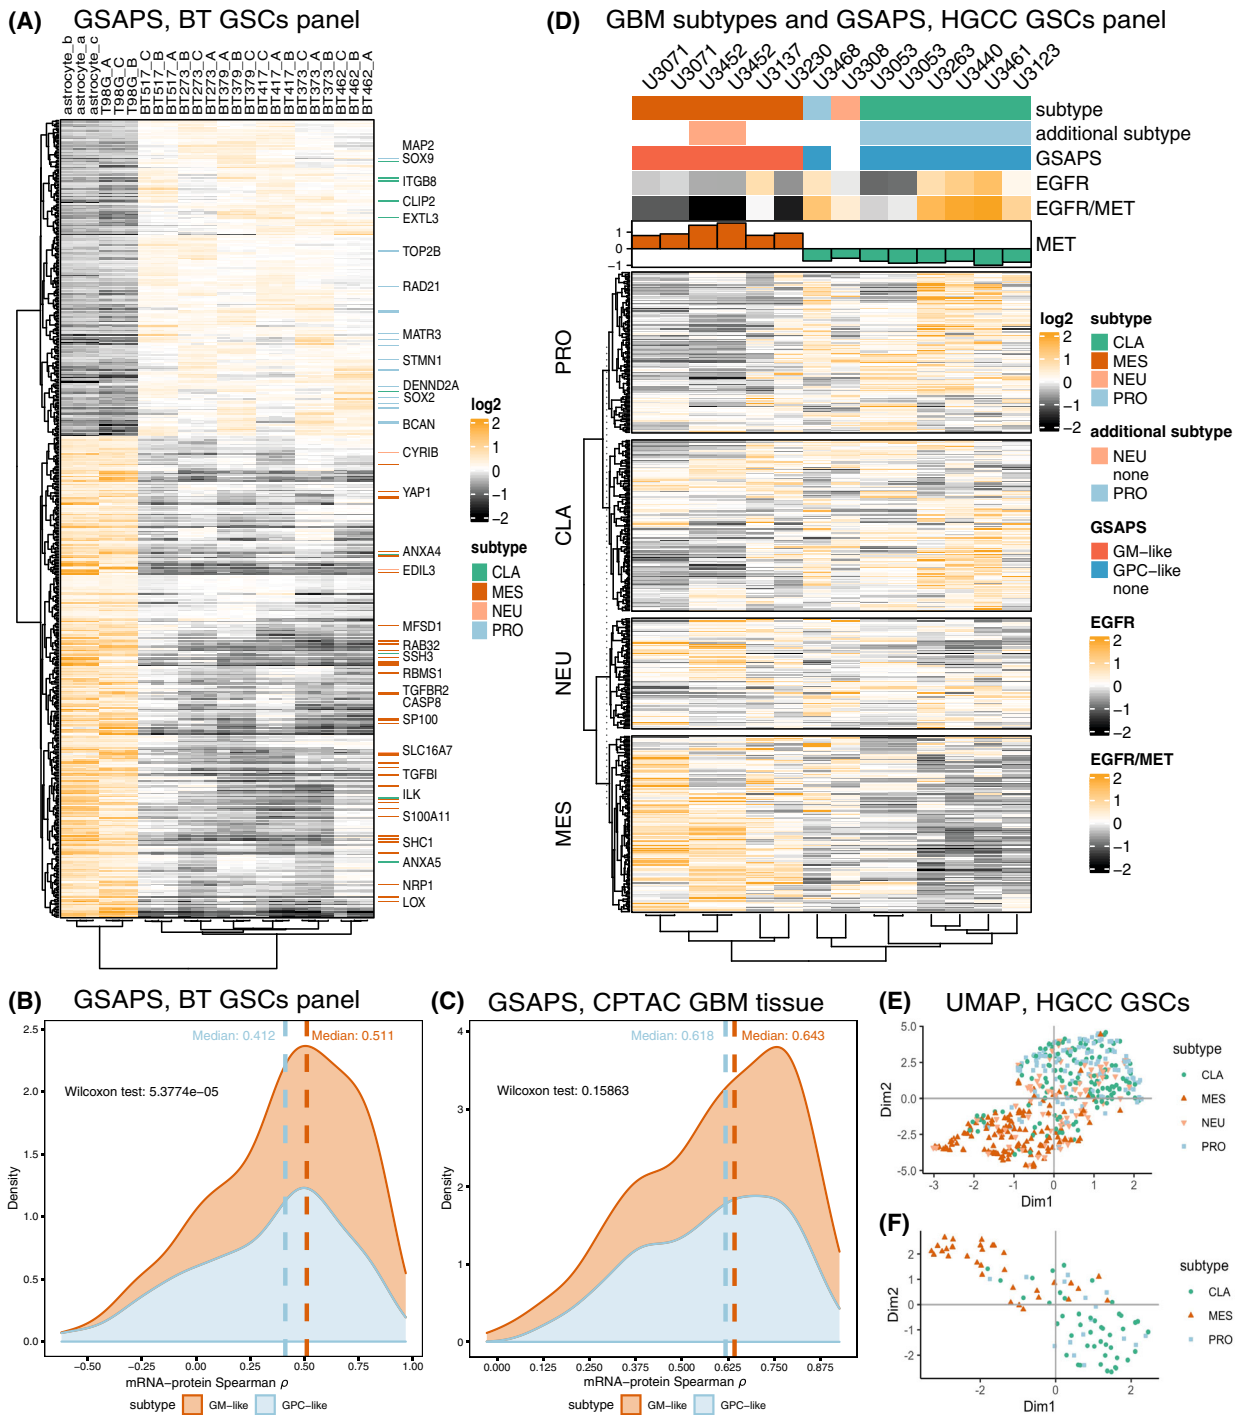 (A) GSAPS, BT GSCs panel
astrocyte_b
astrocyte_a
astrocyte_c
T98G_A
T98G_C
T98G_B
BT517_C
BT517_B
BT517_A
BT273_B
BT273_C
BT273_A
BT379_A
BT379_B
BT379_C
BT417_C
BT417_A
BT417_B
BT373_C
BT373_A
BT373_B
BT462_C
BT462_B
BT462_A
MAP2
SOX9
ITGB8
CLIP2
EXTL3
TOP2B
RAD21
MATR3
STMN1
DENND2A
SOX2
BCAN
CYRIB
YAP1
ANXA4
EDIL3
MFSD1
RAB32
SSH3
RBMS1
TGFBR2
CASP8
SP100
SLC16A7
TGFBI
ILK
S100A11
SHC1
ANXA5
NRP1
LOX
log2
2
1
0
−1
−2
subtype
CLA
MES
NEU
PRO
(D) GBM subtypes and GSAPS, HGCC GSCs panel
U3071
U3071
U3452
U3452
U3137
U3230
U3468
U3308
U3053
U3053
U3263
U3440
U3461
U3123
subtype
additional subtype
GSAPS
EGFR
EGFR/MET
1
0
−1
MET
PRO
CLA
NEU
MES
log2
2
1
0
−1
−2
subtype
CLA
MES
NEU
PRO
additional subtype
NEU
none
PRO
GSAPS
GM−like
GPC−like
none
EGFR
2
1
0
−1
−2
EGFR/MET
2
1
0
−1
−2
(B) GSAPS, BT GSCs panel
2.5
2.0
1.5
1.0
0.5
0.0
Density
Median: 0.412
Median: 0.511
Wilcoxon test: 5.3774e−05
−0.50 −0.25 0.00 0.25 0.50 0.75 1.00
mRNA−protein Spearman ρ
subtype GM−like GPC−like
(C) GSAPS, CPTAC GBM tissue
4
3
2
1
0
Density
Median: 0.618
Median: 0.643
Wilcoxon test: 0.15863
0.000 0.125 0.250 0.375 0.500 0.625 0.750 0.875
mRNA−protein Spearman ρ
subtype GM−like GPC−like
(E) UMAP, HGCC GSCs
5.0
2.5
0.0
-2.5
-5.0
Dim2
-3 -2 -1 0 1 2
Dim1
subtype
CLA
MES
NEU
PRO
(F)
2
1
0
-1
-2
Dim2
-2 0 2
Dim1
subtype
CLA
MES
PRO